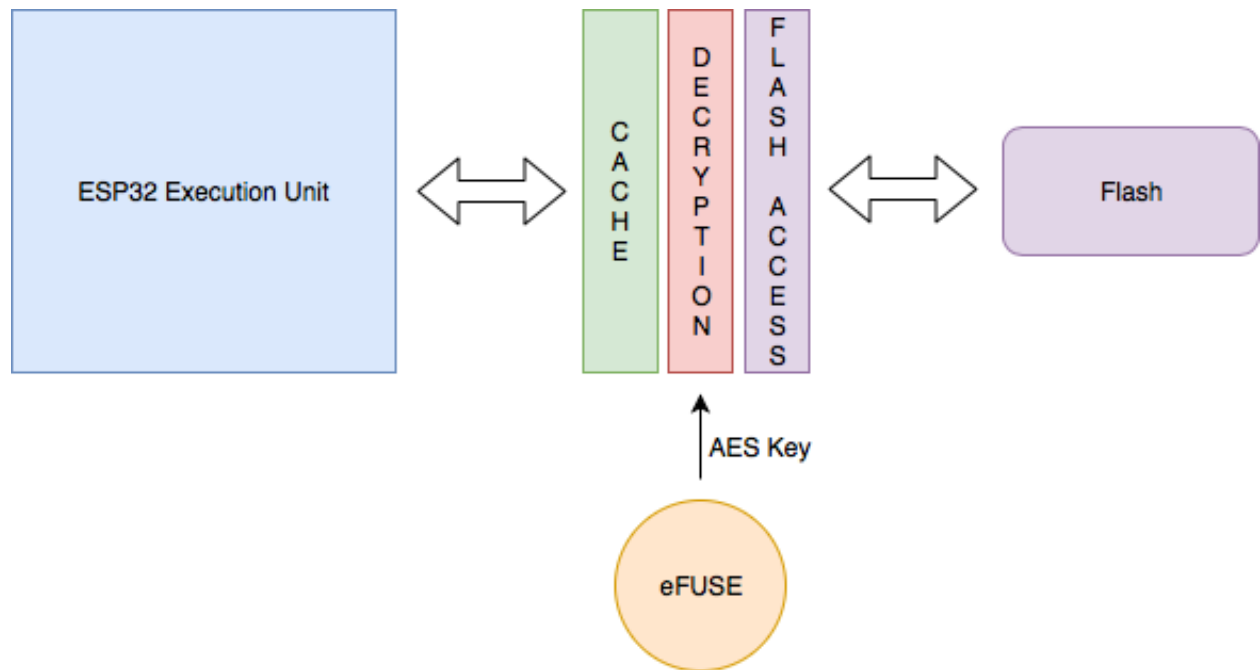 ESP32 Execution Unit
CACHE
DECRYPTION
FLASH ACCESS
Flash
AES Key
eFUSE